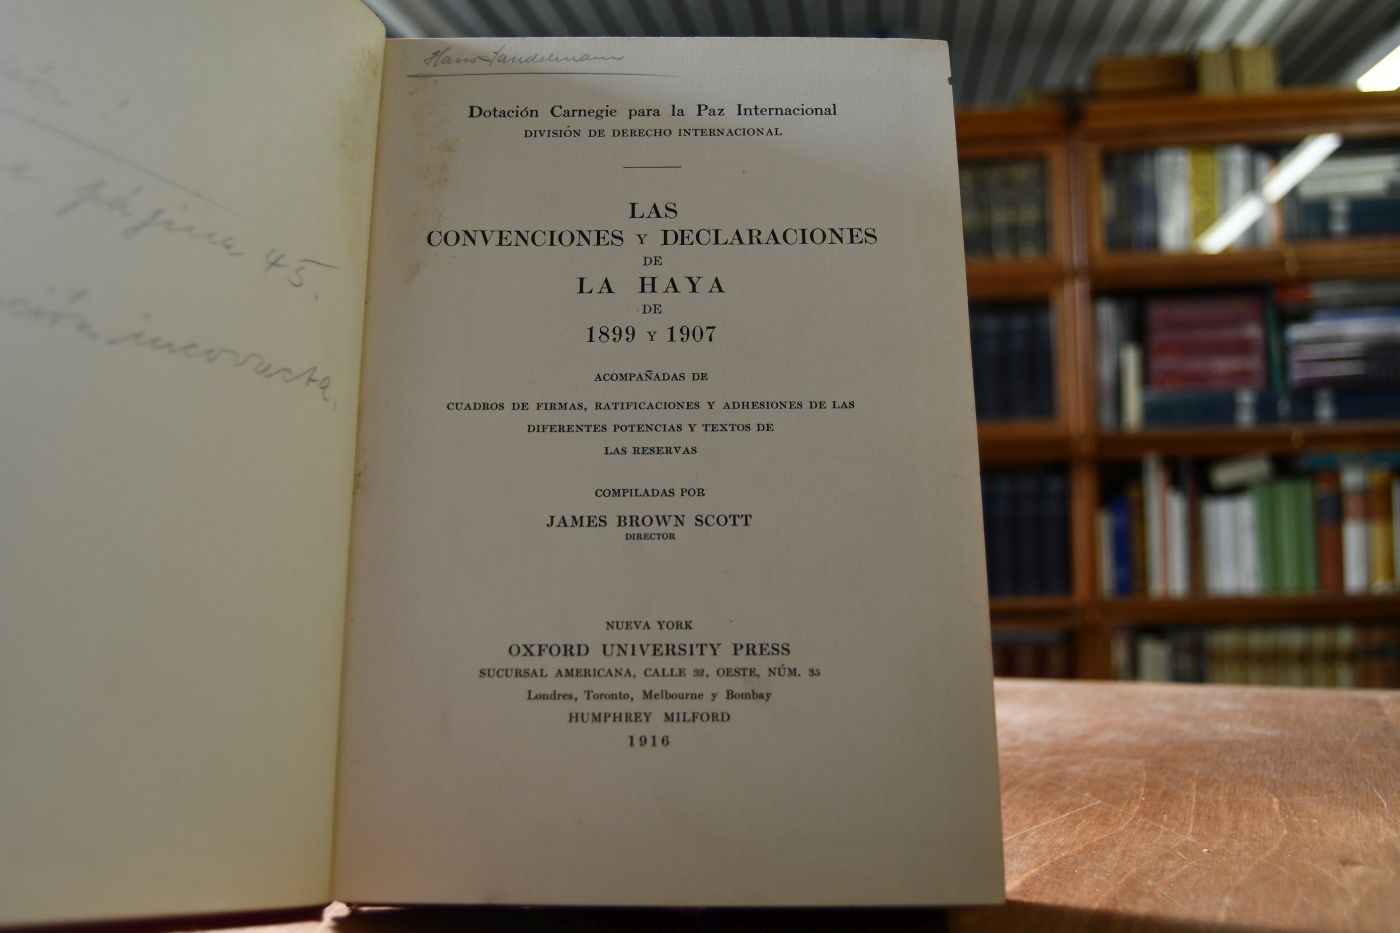 página 45.
incorrecta.
Hans Sandelmann
Dotación Carnegie para la Paz Internacional
DIVISIÓN DE DERECHO INTERNACIONAL
LAS
CONVENCIONES Y DECLARACIONES
DE
LA HAYA
DE
1899 Y 1907
ACOMPAÑADAS DE
CUADROS DE FIRMAS, RATIFICACIONES Y ADHESIONES DE LAS
DIFERENTES POTENCIAS Y TEXTOS DE
LAS RESERVAS
COMPILADAS POR
JAMES BROWN SCOTT
DIRECTOR
NUEVA YORK
OXFORD UNIVERSITY PRESS
SUCURSAL AMERICANA, CALLE 32, OESTE, NÚM. 35
Londres, Toronto, Melbourne y Bombay
HUMPHREY MILFORD
1916